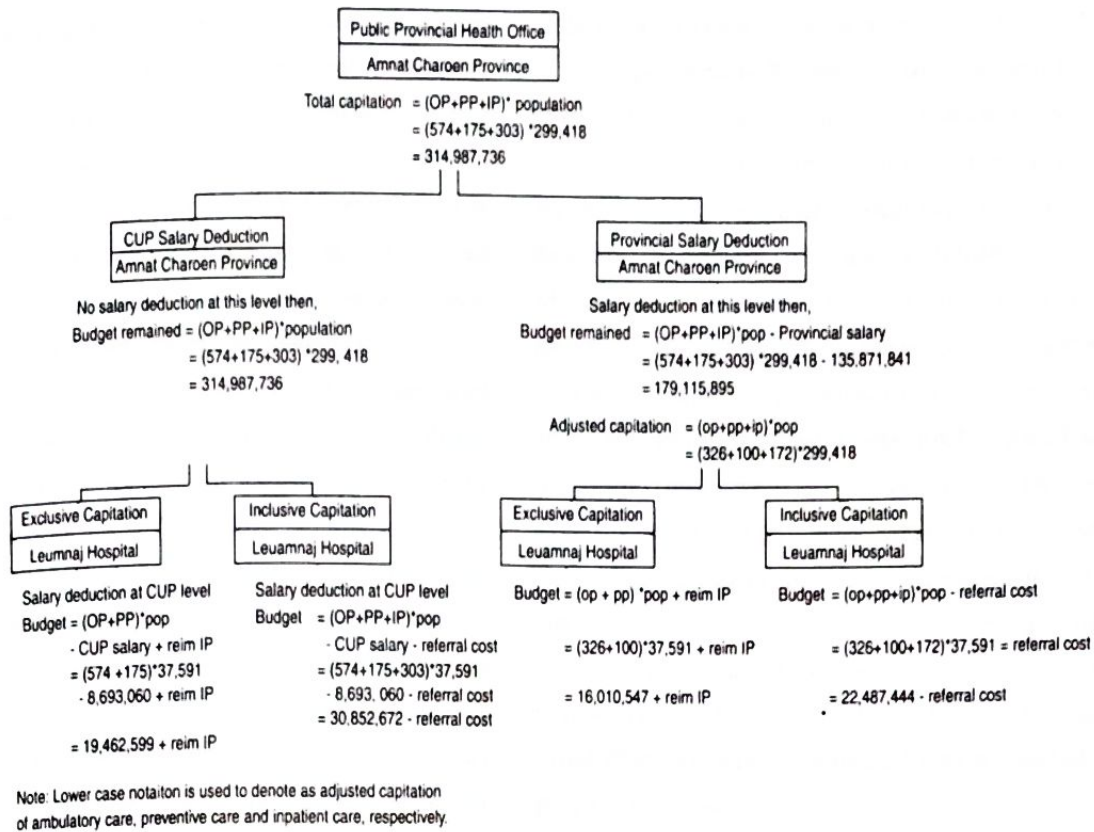 Public Provincial Health Office
Amnat Charoen Province
Total capitation = (OP+PP+IP)* population
= (574+175+303) *299,418
= 314,987,736
CUP Salary Deduction
Amnat Charoen Province
No salary deduction at this level then,
Budget remained = (OP+PP+IP)*population
= (574+175+303) *299, 418
= 314,987,736
Provincial Salary Deduction
Amnat Charoen Province
Salary deduction at this level then,
Budget remained = (OP+PP+IP)*pop - Provincial salary
= (574+175+303) *299,418 - 135,871,841
= 179,115,895
Adjusted capitation = (op+pp+ip)*pop
= (326+100+172)*299,418
Exclusive Capitation
Leumnaj Hospital
Salary deduction at CUP level
Budget = (OP+PP)*pop
- CUP salary + reim IP
= (574 +175)*37,591
- 8,693,060 + reim IP
= 19,462,599 + reim IP
Inclusive Capitation
Leuamnaj Hospital
Salary deduction at CUP level
Budget = (OP+PP+IP)*pop
- CUP salary - referral cost
= (574+175+303)*37,591
- 8,693, 060 - referral cost
= 30,852,672 - referral cost
Exclusive Capitation
Leuamnaj Hospital
Budget = (op + pp) *pop + reim IP
= (326+100)*37,591 + reim IP
= 16,010,547 + reim IP
Inclusive Capitation
Leuamnaj Hospital
Budget = (op+pp+ip)*pop - referral cost
= (326+100+172)*37,591 = referral cost
= 22,487,444 - referral cost
Note: Lower case notaiton is used to denote as adjusted capitation
of ambulatory care, preventive care and inpatient care, respectively.